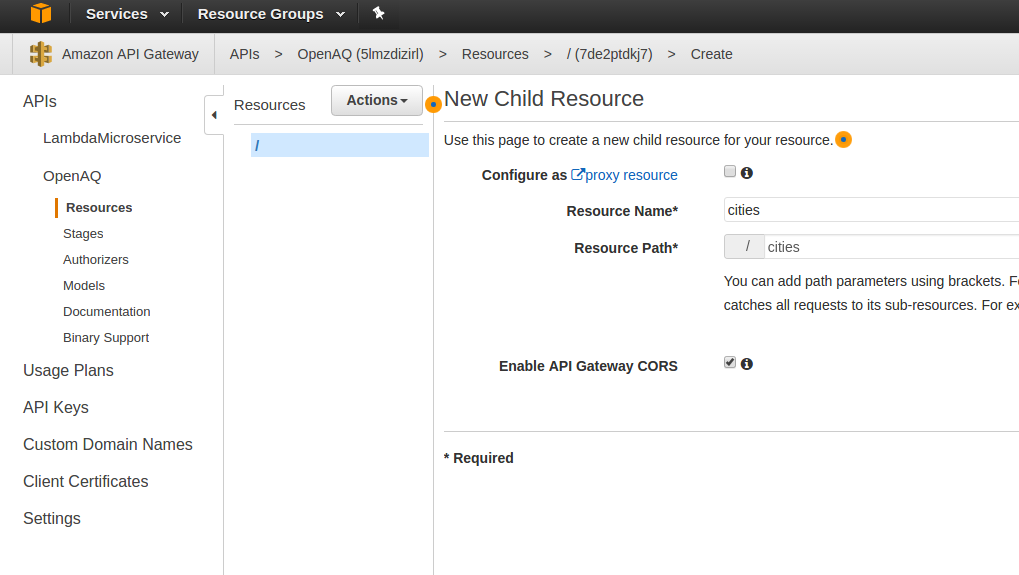 Services Resource Groups
Amazon API Gateway APIs > OpenAQ (5lmzdizirl) > Resources > / (7de2ptdkj7) > Create
APIs
LambdaMicroservice
OpenAQ
Resources
Stages
Authorizers
Models
Documentation
Binary Support
Usage Plans
API Keys
Custom Domain Names
Client Certificates
Settings
Resources Actions
/
New Child Resource
Use this page to create a new child resource for your resource.
Configure as proxy resource
Resource Name* cities
Resource Path* / cities
You can add path parameters using brackets.
catches all requests to its sub-resources. For
Enable API Gateway CORS
* Required